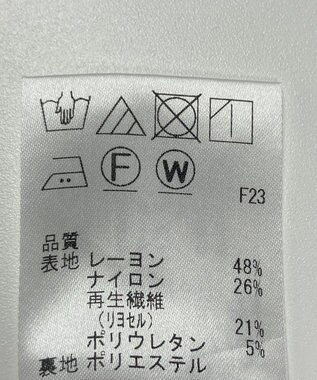 F W
F23
品質
表地 レーヨン 48%
ナイロン 26%
再生繊維
(リヨセル) 21%
ポリウレタン 5%
裏地 ポリエステル